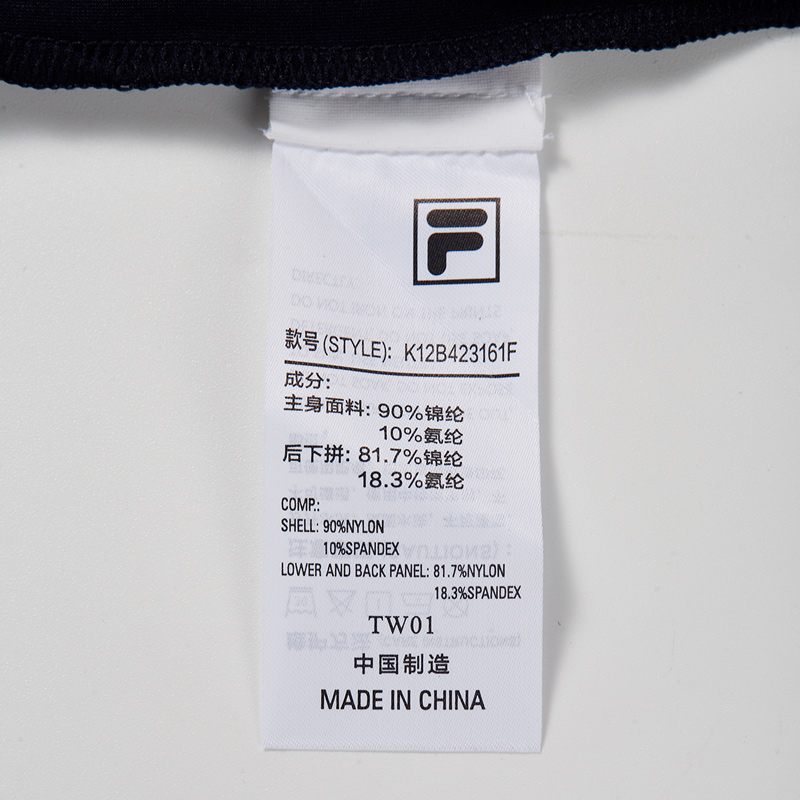 款号(STYLE): K12B423161F
成分:
主身面料: 90%锦纶
10%氨纶
后下拼: 81.7%锦纶
18.3%氨纶
COMP.:
SHELL: 90%NYLON
10%SPANDEX
LOWER AND BACK PANEL: 81.7%NYLON
18.3%SPANDEX
TW01
中国制造
MADE IN CHINA